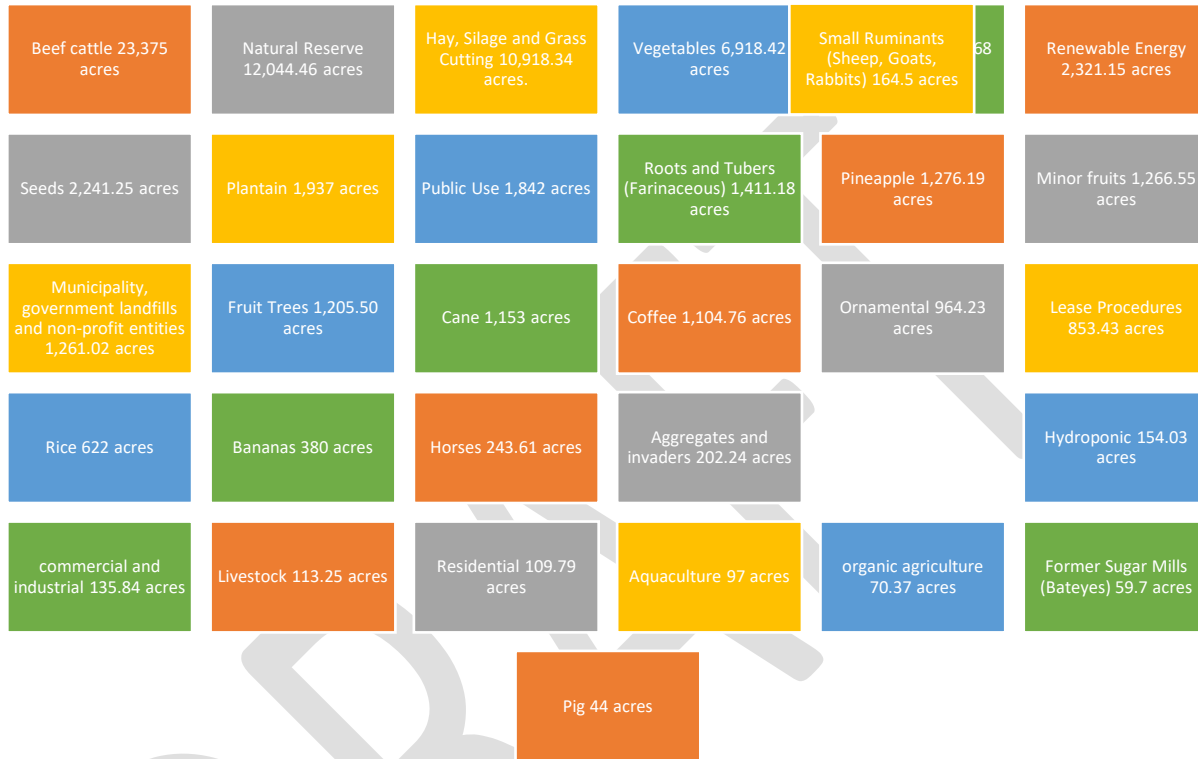 Beef cattle 23,375
acres
Natural Reserve
12,044.46 acres
Hay, Silage and Grass
Cutting 10,918.34
acres.
Vegetables 6,918.42
acres
Small Ruminants
(Sheep, Goats,
Rabbits) 164.5 acres
68
Renewable Energy
2,321.15 acres
Seeds 2,241.25 acres
Plantain 1,937 acres
Public Use 1,842 acres
Roots and Tubers
(Farinaceous) 1,411.18
acres
Pineapple 1,276.19
acres
Minor fruits 1,266.55
acres
Municipality,
government landfills
and non-profit entities
1,261.02 acres
Fruit Trees 1,205.50
acres
Cane 1,153 acres
Coffee 1,104.76 acres
Ornamental 964.23
acres
Lease Procedures
853.43 acres
Rice 622 acres
Bananas 380 acres
Horses 243.61 acres
Aggregates and
invaders 202.24 acres
Hydroponic 154.03
acres
commercial and
industrial 135.84 acres
Livestock 113.25 acres
Residential 109.79
acres
Aquaculture 97 acres
organic agriculture
70.37 acres
Former Sugar Mills
(Bateyes) 59.7 acres
Pig 44 acres